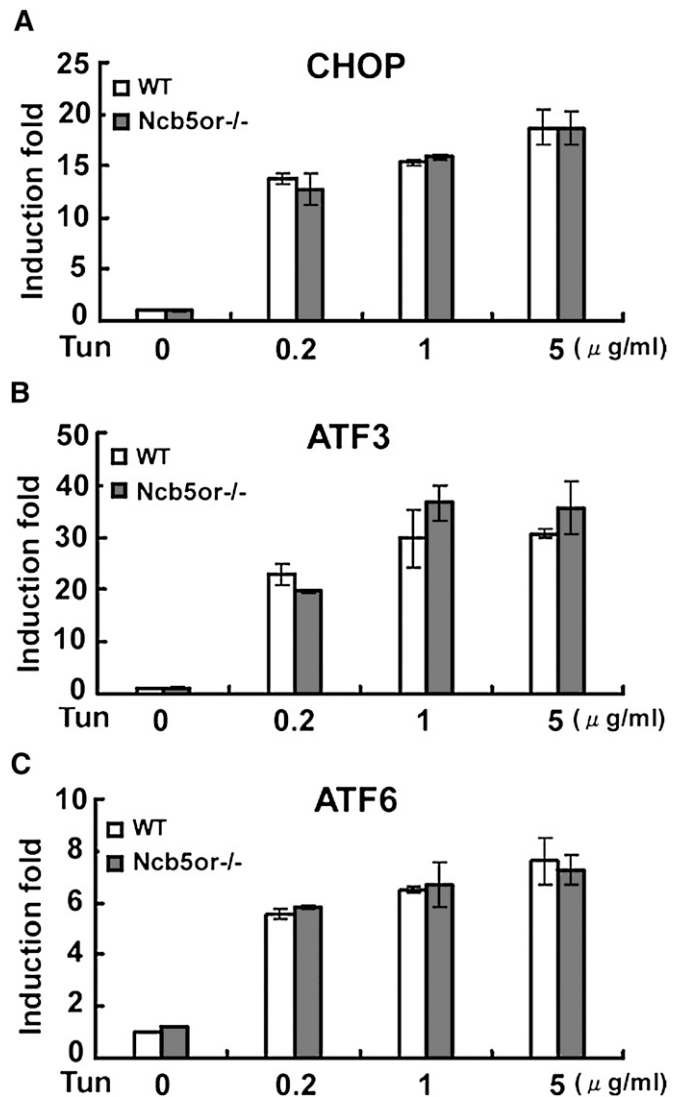 A
CHOP
WT
Ncb5or-/-
Induction fold
25
20
15
10
5
0
Tun 0 0.2 1 5 (μg/ml)
B
ATF3
WT
Ncb5or-/-
Induction fold
50
40
30
20
10
0
Tun 0 0.2 1 5 (μg/ml)
C
ATF6
WT
Ncb5or-/-
Induction fold
10
8
6
4
2
0
Tun 0 0.2 1 5 (μg/ml)